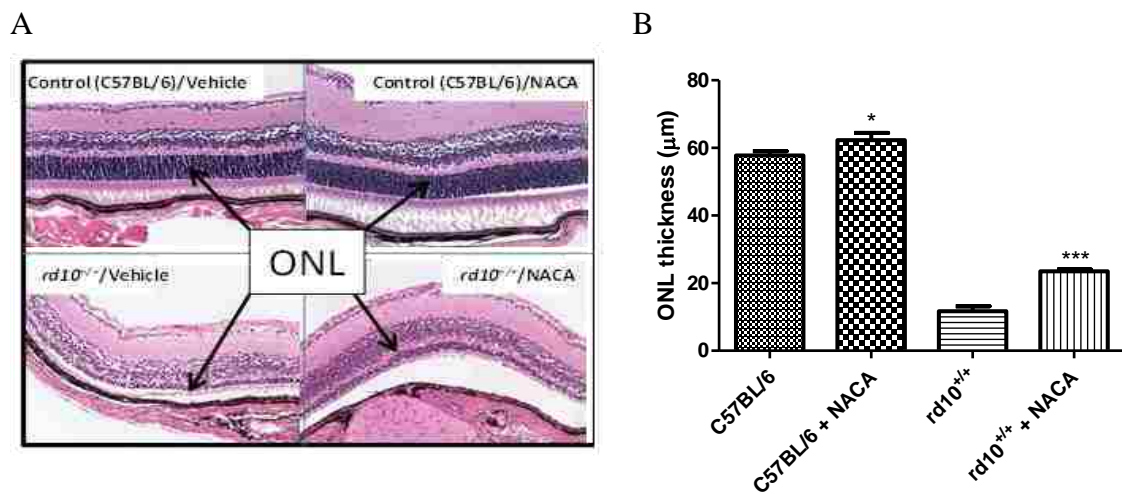 A
Control (C57BL/6)/Vehicle
Control (C57BL/6)/NACA
ONL
rd10⁺ᐟ⁺/Vehicle
rd10⁺ᐟ⁺/NACA
B
ONL thickness (μm)
80
60
40
20
0
*
***
C57BL/6
C57BL/6 + NACA
rd10⁺ᐟ⁺
rd10⁺ᐟ⁺ + NACA